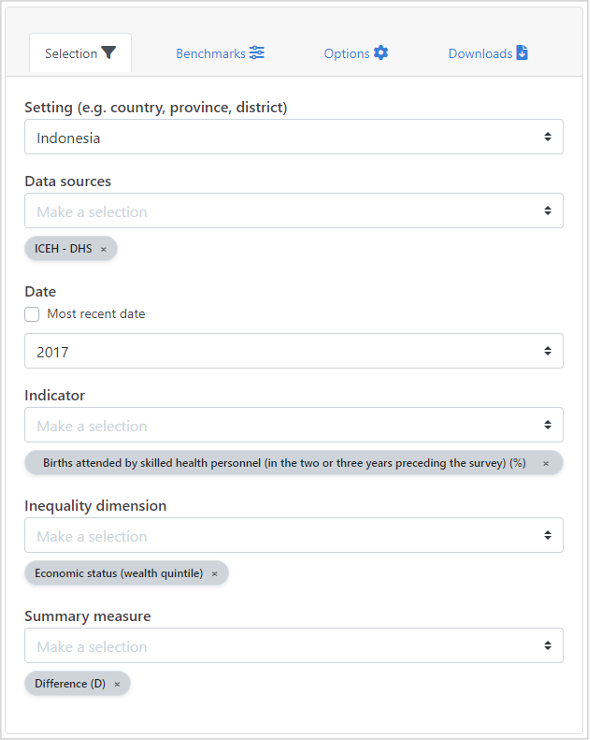 Selection Benchmarks Options Downloads
Setting (e.g. country, province, district)
Indonesia
Data sources
Make a selection
ICEH - DHS ×
Date
Most recent date
2017
Indicator
Make a selection
Births attended by skilled health personnel (in the two or three years preceding the survey) (%) ×
Inequality dimension
Make a selection
Economic status (wealth quintile) ×
Summary measure
Make a selection
Difference (D) ×